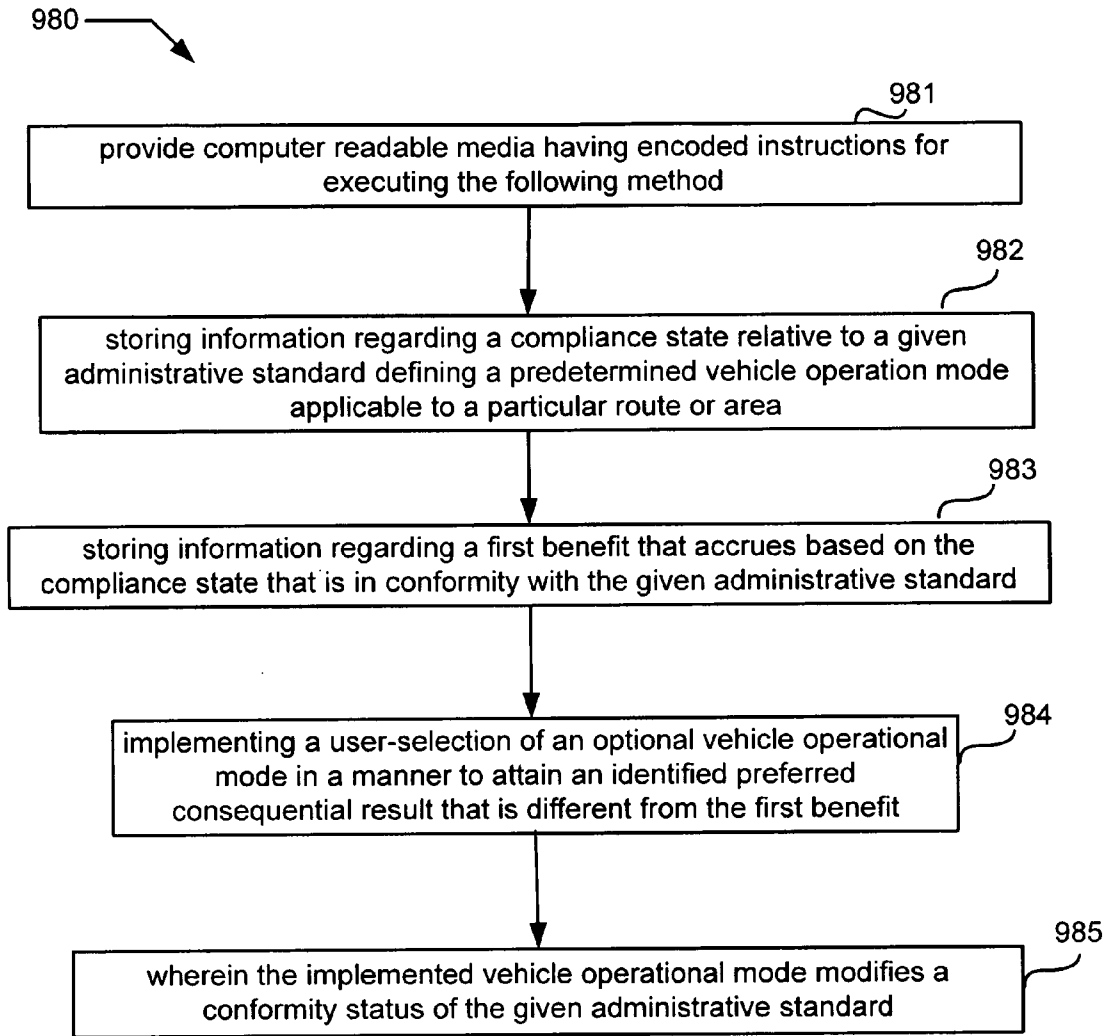 980
981
provide computer readable media having encoded instructions for
executing the following method
982
storing information regarding a compliance state relative to a given
administrative standard defining a predetermined vehicle operation mode
applicable to a particular route or area
983
storing information regarding a first benefit that accrues based on the
compliance state that is in conformity with the given administrative standard
984
implementing a user-selection of an optional vehicle operational
mode in a manner to attain an identified preferred
consequential result that is different from the first benefit
985
wherein the implemented vehicle operational mode modifies a
conformity status of the given administrative standard